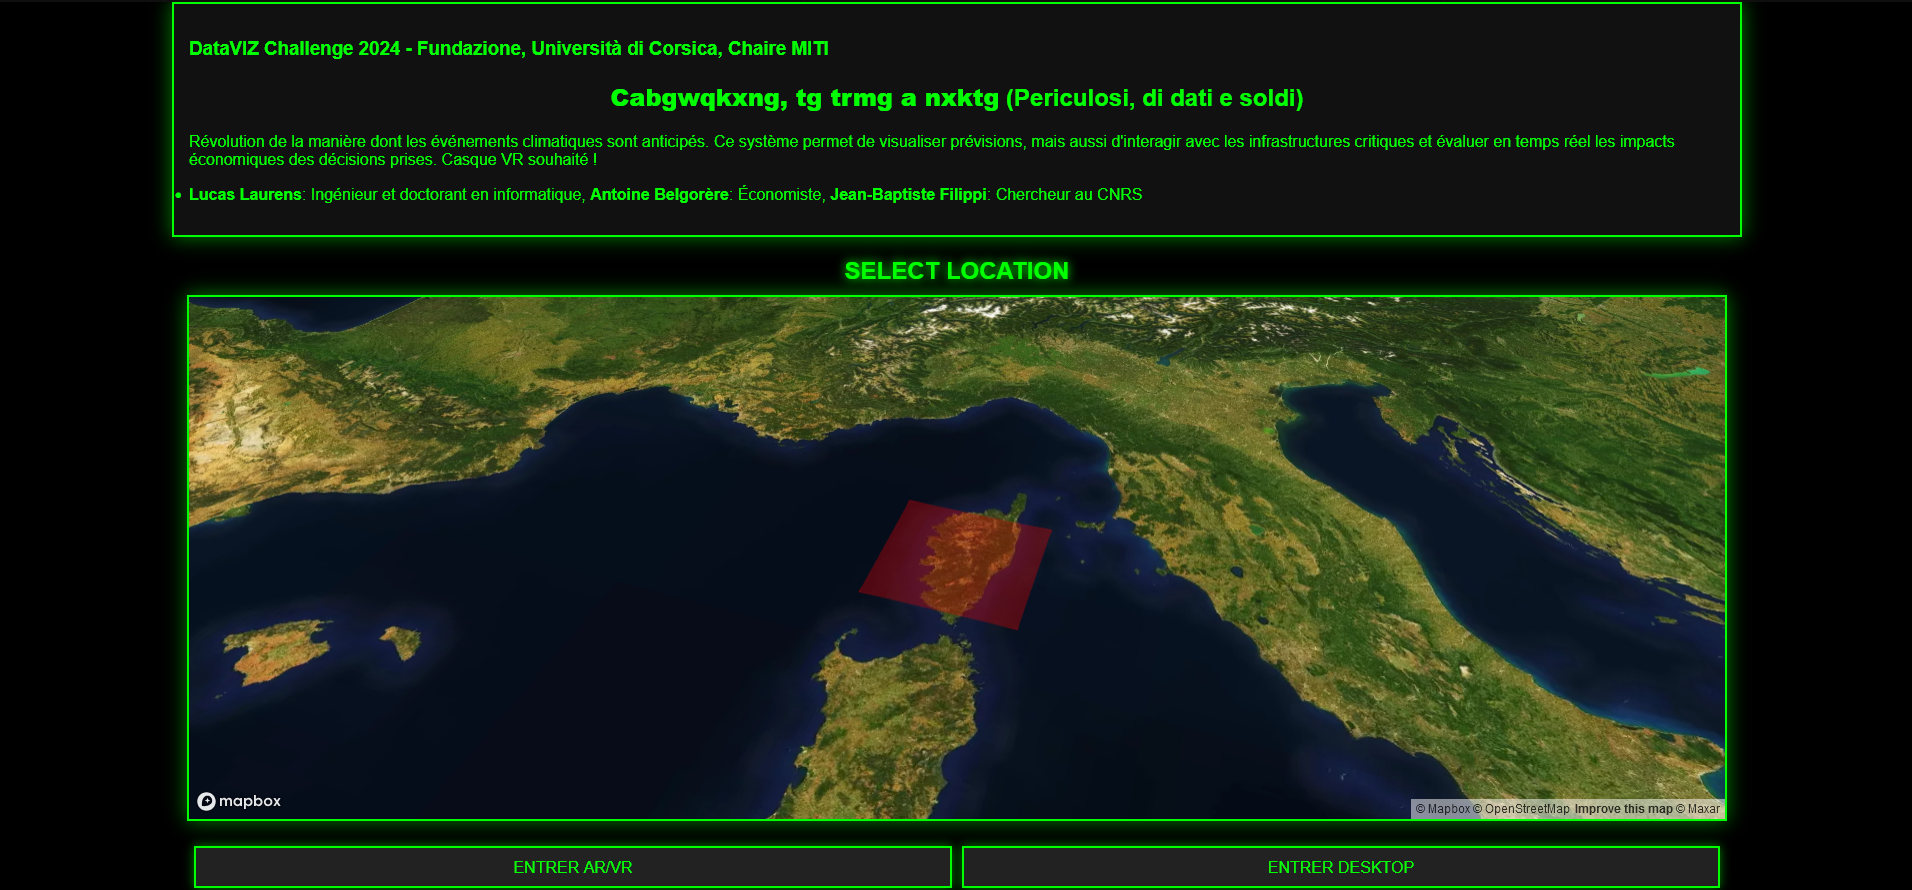 DataVIZ Challenge 2024 - Fundazione, Università di Corsica, Chaire MITI
Cabgwqkxng, tg trmg a nxktg (Periculosi, di dati e soldi)
Révolution de la manière dont les événements climatiques sont anticipés. Ce système permet de visualiser prévisions, mais aussi d'interagir avec les infrastructures critiques et évaluer en temps réel les impacts
économiques des décisions prises. Casque VR souhaité !
• Lucas Laurens: Ingénieur et doctorant en informatique, Antoine Belgorère: Économiste, Jean-Baptiste Filippi: Chercheur au CNRS
SELECT LOCATION
mapbox
© Mapbox © OpenStreetMap Improve this map © Maxar
ENTRER AR/VR
ENTRER DESKTOP